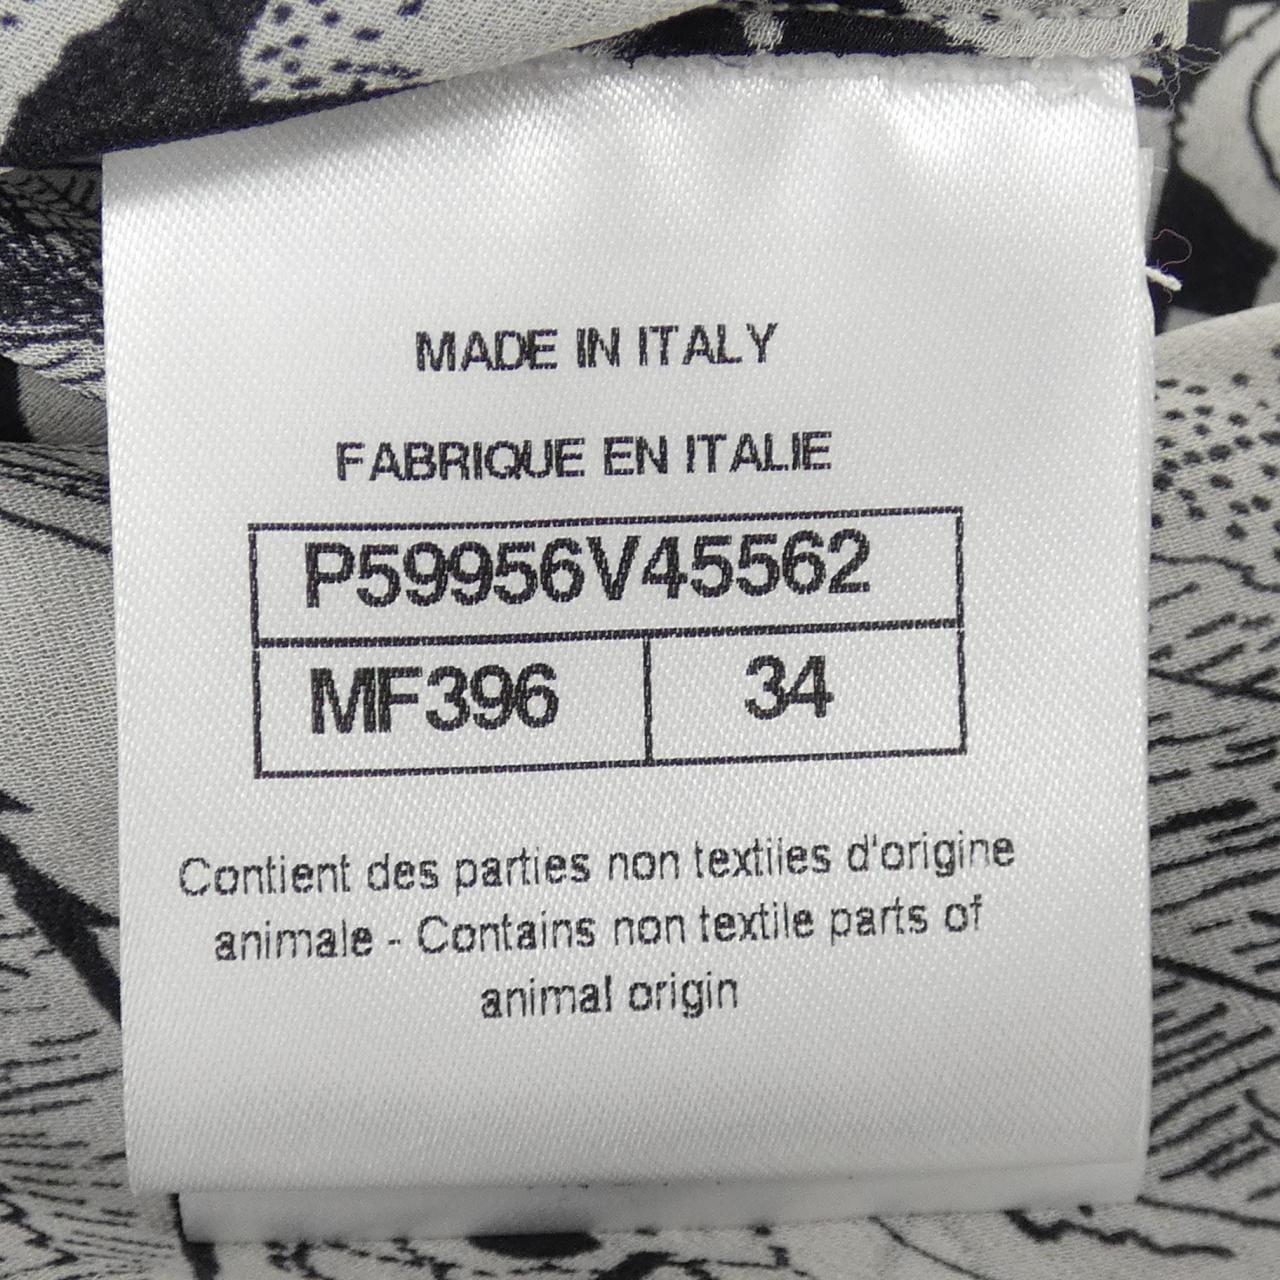 MADE IN ITALY
FABRIQUE EN ITALIE
P59956V45562
MF396 34
Contient des parties non textiles d'origine
animale - Contains non textile parts of
animal origin